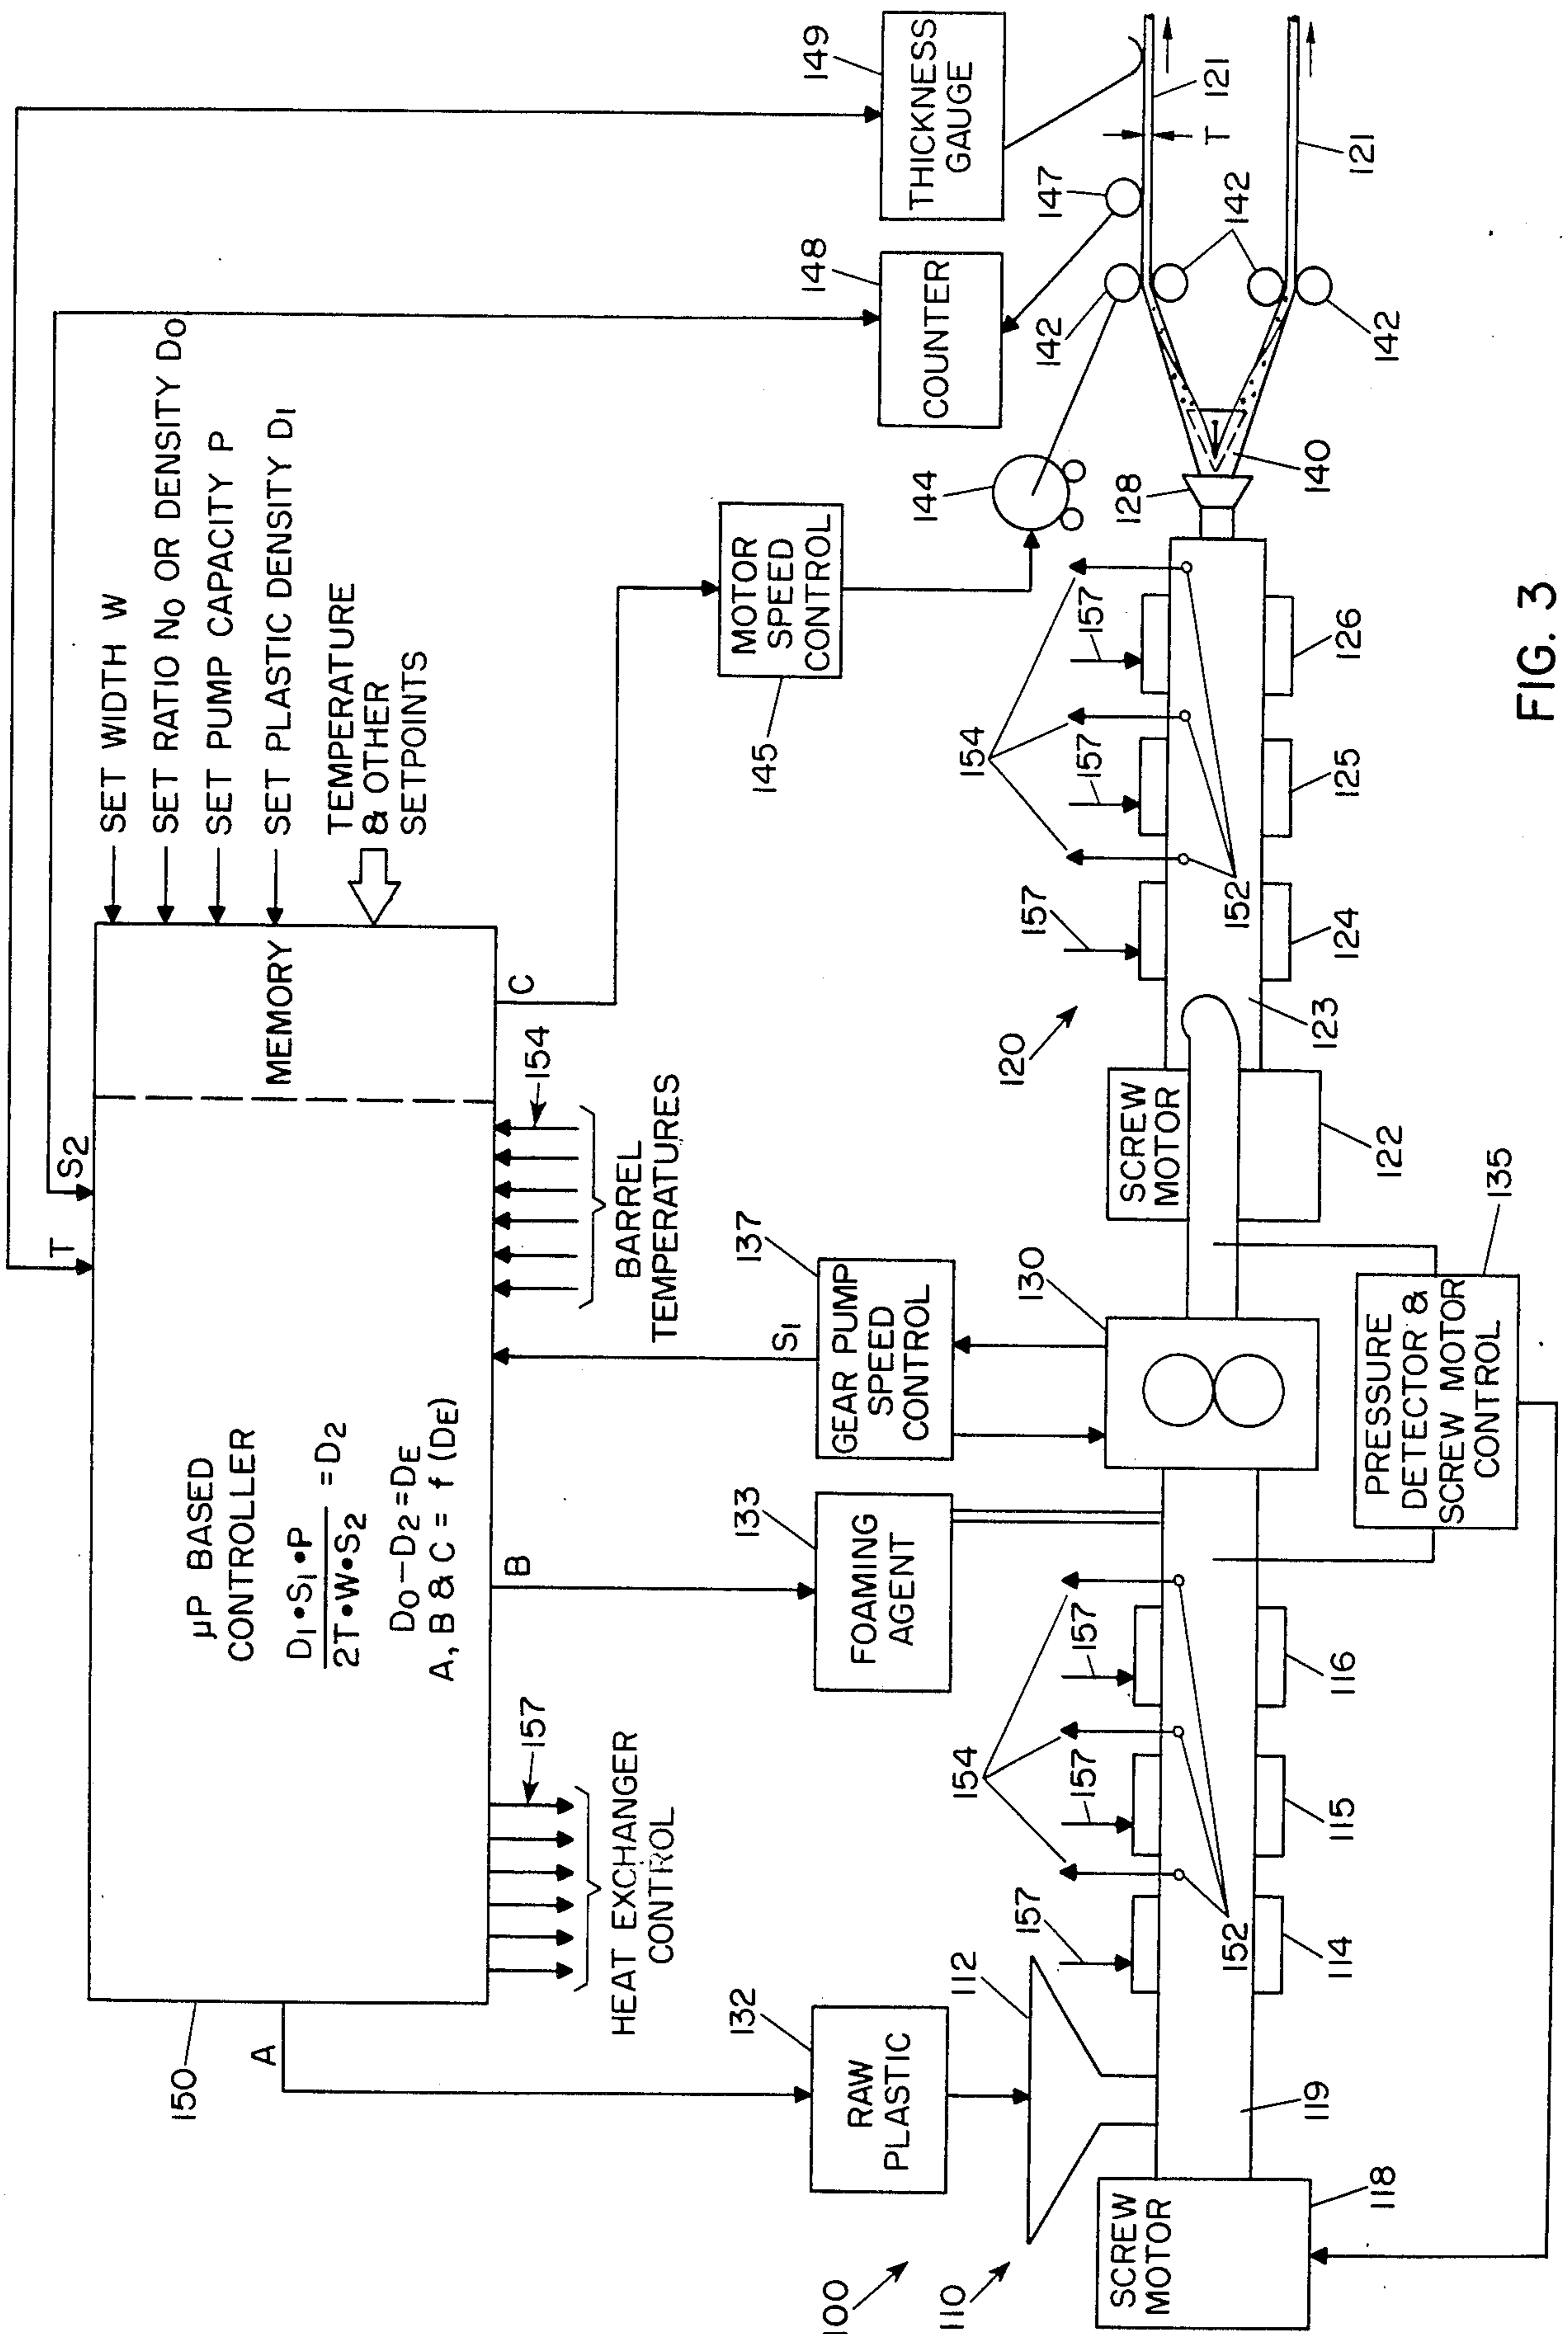 149
THICKNESS
GAUGE
121
T
121
147
142
142
142
148
COUNTER
144
128
140
MOTOR
SPEED
CONTROL
145
SET WIDTH W
SET RATIO N0 OR DENSITY D0
SET PUMP CAPACITY P
SET PLASTIC DENSITY D1
TEMPERATURE
& OTHER
SETPOINTS
MEMORY
C
T
S2
154
BARREL
TEMPERATURES
μP BASED
CONTROLLER
D1•S1•P
2T•W•S2
=D2
D0-D2=DE
A, B & C = f (DE)
157
HEAT EXCHANGER
CONTROL
150
A
B
S1
137
GEAR PUMP
SPEED
CONTROL
133
FOAMING
AGENT
132
RAW
PLASTIC
130
120
SCREW
MOTOR
122
123
157
157
157
154
152
124
125
126
135
PRESSURE
DETECTOR &
SCREW MOTOR
CONTROL
154
157
157
157
152
114
115
116
112
119
SCREW
MOTOR
118
100
110
FIG. 3